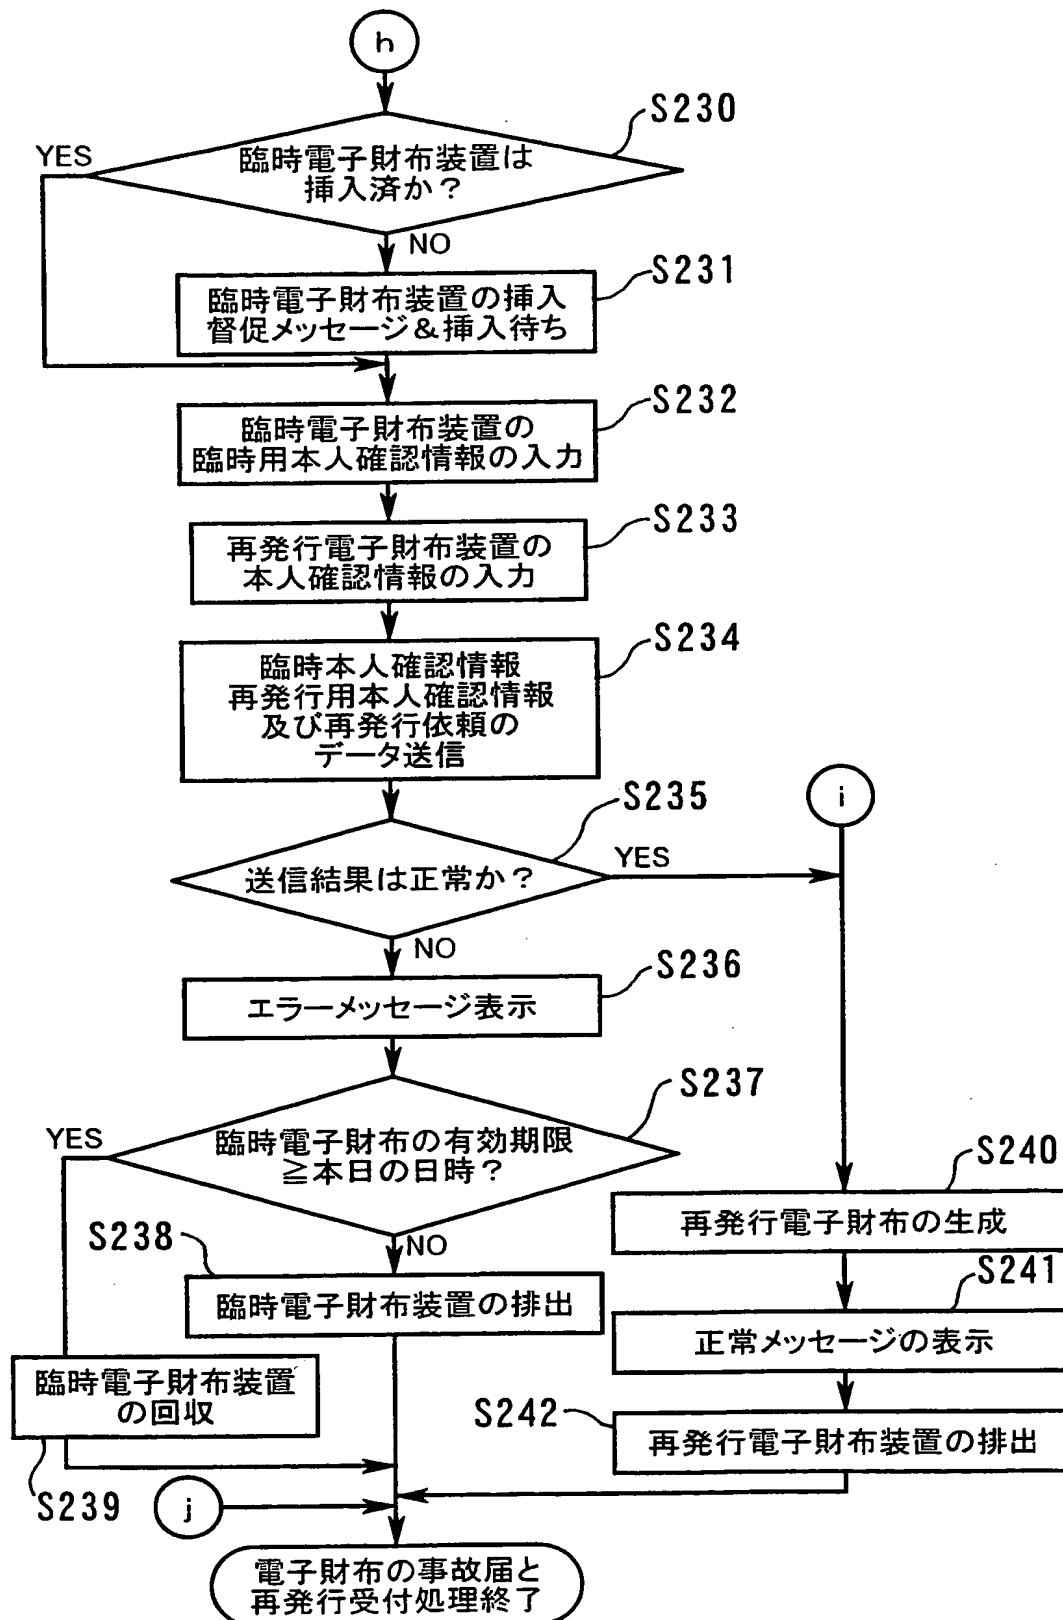 h
S230
YES
臨時電子財布装置は
挿入済か？
NO
S231
臨時電子財布装置の挿入
督促メッセージ＆挿入待ち
S232
臨時電子財布装置の
臨時用本人確認情報の入力
S233
再発行電子財布装置の
本人確認情報の入力
S234
臨時本人確認情報
再発行用本人確認情報
及び再発行依頼の
データ送信
i
S235
送信結果は正常か？
YES
NO
S236
エラーメッセージ表示
S237
YES
臨時電子財布の有効期限
≧本日の日時？
NO
S238
臨時電子財布装置の排出
S240
再発行電子財布の生成
S241
正常メッセージの表示
臨時電子財布装置
の回収
S239
S242
再発行電子財布装置の排出
j
電子財布の事故届と
再発行受付処理終了